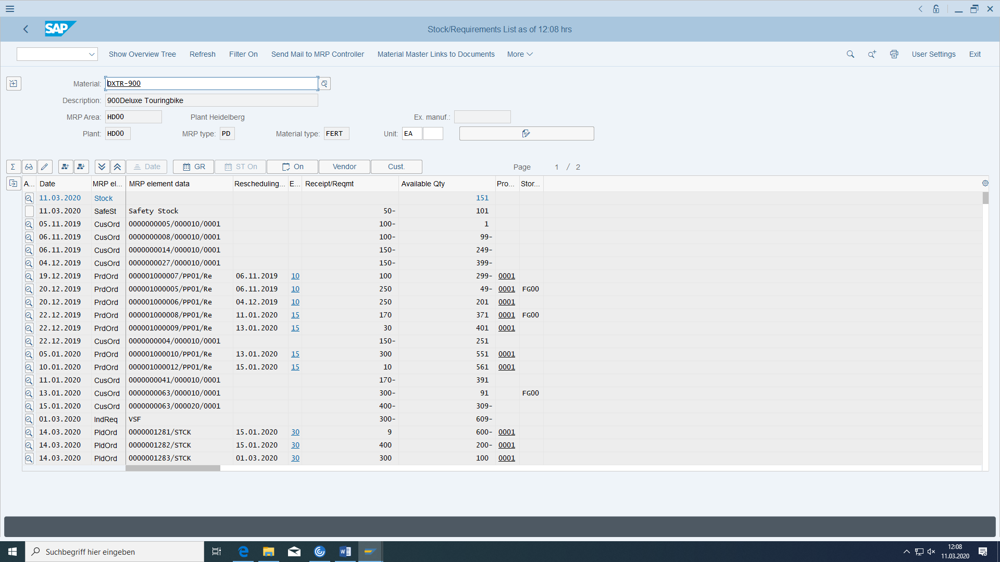 SAP
Stock/Requirements List as of 12:08 hrs
Show Overview Tree Refresh Filter On Send Mail to MRP Controller Material Master Links to Documents More User Settings Exit
Material: DXTR-900
Description: 900Deluxe Touringbike
MRP Area: HD00 Plant Heidelberg Ex. manuf.:
Plant: HD00 MRP type: PD Material type: FERT Unit: EA
Σ Date GR ST On On Vendor Cust. Page 1 / 2
A... Date MRP el... MRP element data Rescheduling... E... Receipt/Reqmt Available Qty Pro... Stor...
11.03.2020 Stock 151
11.03.2020 SafeSt Safety Stock 50- 101
05.11.2019 CusOrd 0000000005/000010/0001 100- 1
06.11.2019 CusOrd 0000000008/000010/0001 100- 99-
06.11.2019 CusOrd 0000000014/000010/0001 150- 249-
04.12.2019 CusOrd 0000000027/000010/0001 150- 399-
19.12.2019 PrdOrd 000001000007/PP01/Re 06.11.2019 10 100 299- 0001
20.12.2019 PrdOrd 000001000005/PP01/Re 06.11.2019 10 250 49- 0001 FG00
20.12.2019 PrdOrd 000001000006/PP01/Re 04.12.2019 10 250 201 0001
22.12.2019 PrdOrd 000001000008/PP01/Re 11.01.2020 15 170 371 0001 FG00
22.12.2019 PrdOrd 000001000009/PP01/Re 13.01.2020 15 30 401 0001
22.12.2019 CusOrd 0000000004/000010/0001 150- 251
05.01.2020 PrdOrd 000001000010/PP01/Re 13.01.2020 15 300 551 0001
10.01.2020 PrdOrd 000001000012/PP01/Re 15.01.2020 15 10 561 0001
11.01.2020 CusOrd 0000000041/000010/0001 170- 391
13.01.2020 CusOrd 0000000063/000010/0001 300- 91 FG00
15.01.2020 CusOrd 0000000063/000020/0001 400- 309-
01.03.2020 IndReq VSF 300- 609-
14.03.2020 PldOrd 0000001281/STCK 15.01.2020 30 9 600- 0001
14.03.2020 PldOrd 0000001282/STCK 15.01.2020 30 400 200- 0001
14.03.2020 PldOrd 0000001283/STCK 01.03.2020 30 300 100 0001
Suchbegriff hier eingeben
12:08
11.03.2020